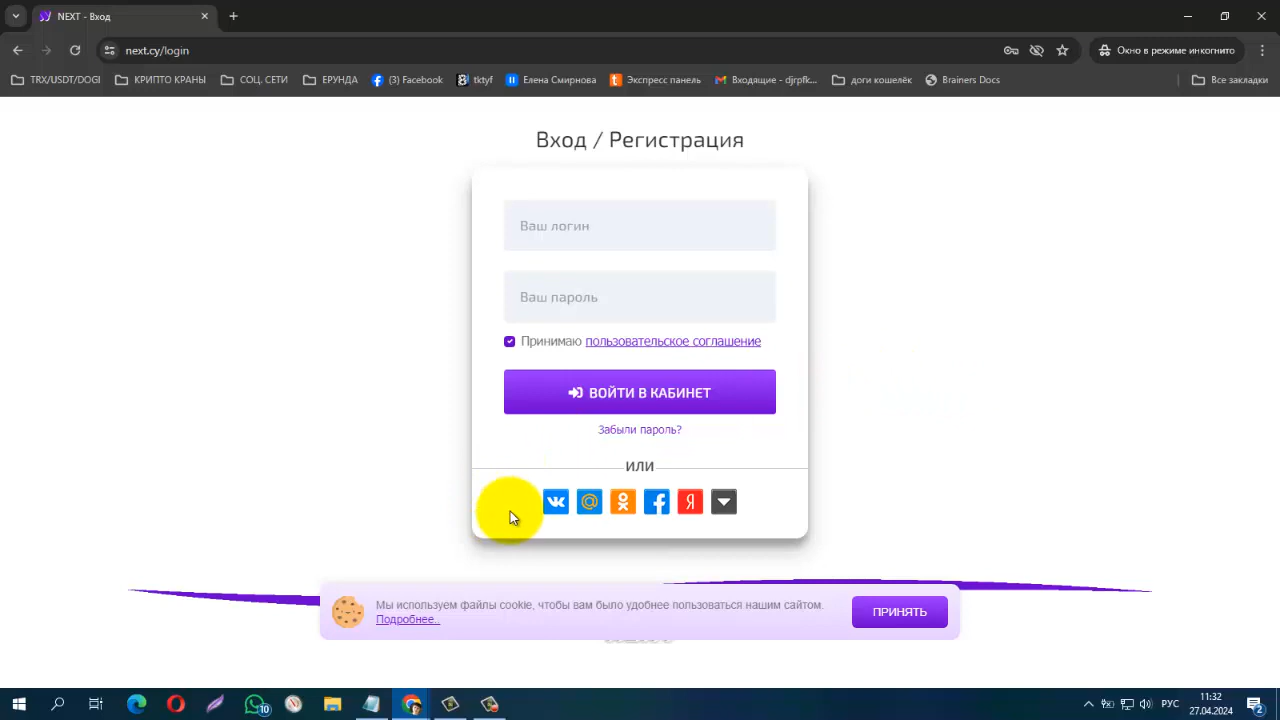 NEXT - Вход
next.cy/login
Окно в режиме инкогнито
TRX/USDT/DOGI
КРИПТО КРАНЫ
СОЦ. СЕТИ
ЕРУНДА
(3) Facebook
tktyf
Елена Смирнова
Экспресс панель
Входящие - djrpfk...
доги кошелёк
Brainers Docs
Все закладки
Вход / Регистрация
Ваш логин
Ваш пароль
Принимаю пользовательское соглашение
ВОЙТИ В КАБИНЕТ
Забыли пароль?
ИЛИ
Мы используем файлы cookie, чтобы вам было удобнее пользоваться нашим сайтом.
Подробнее..
ПРИНЯТЬ
10
РУС
11:32
27.04.2024
2